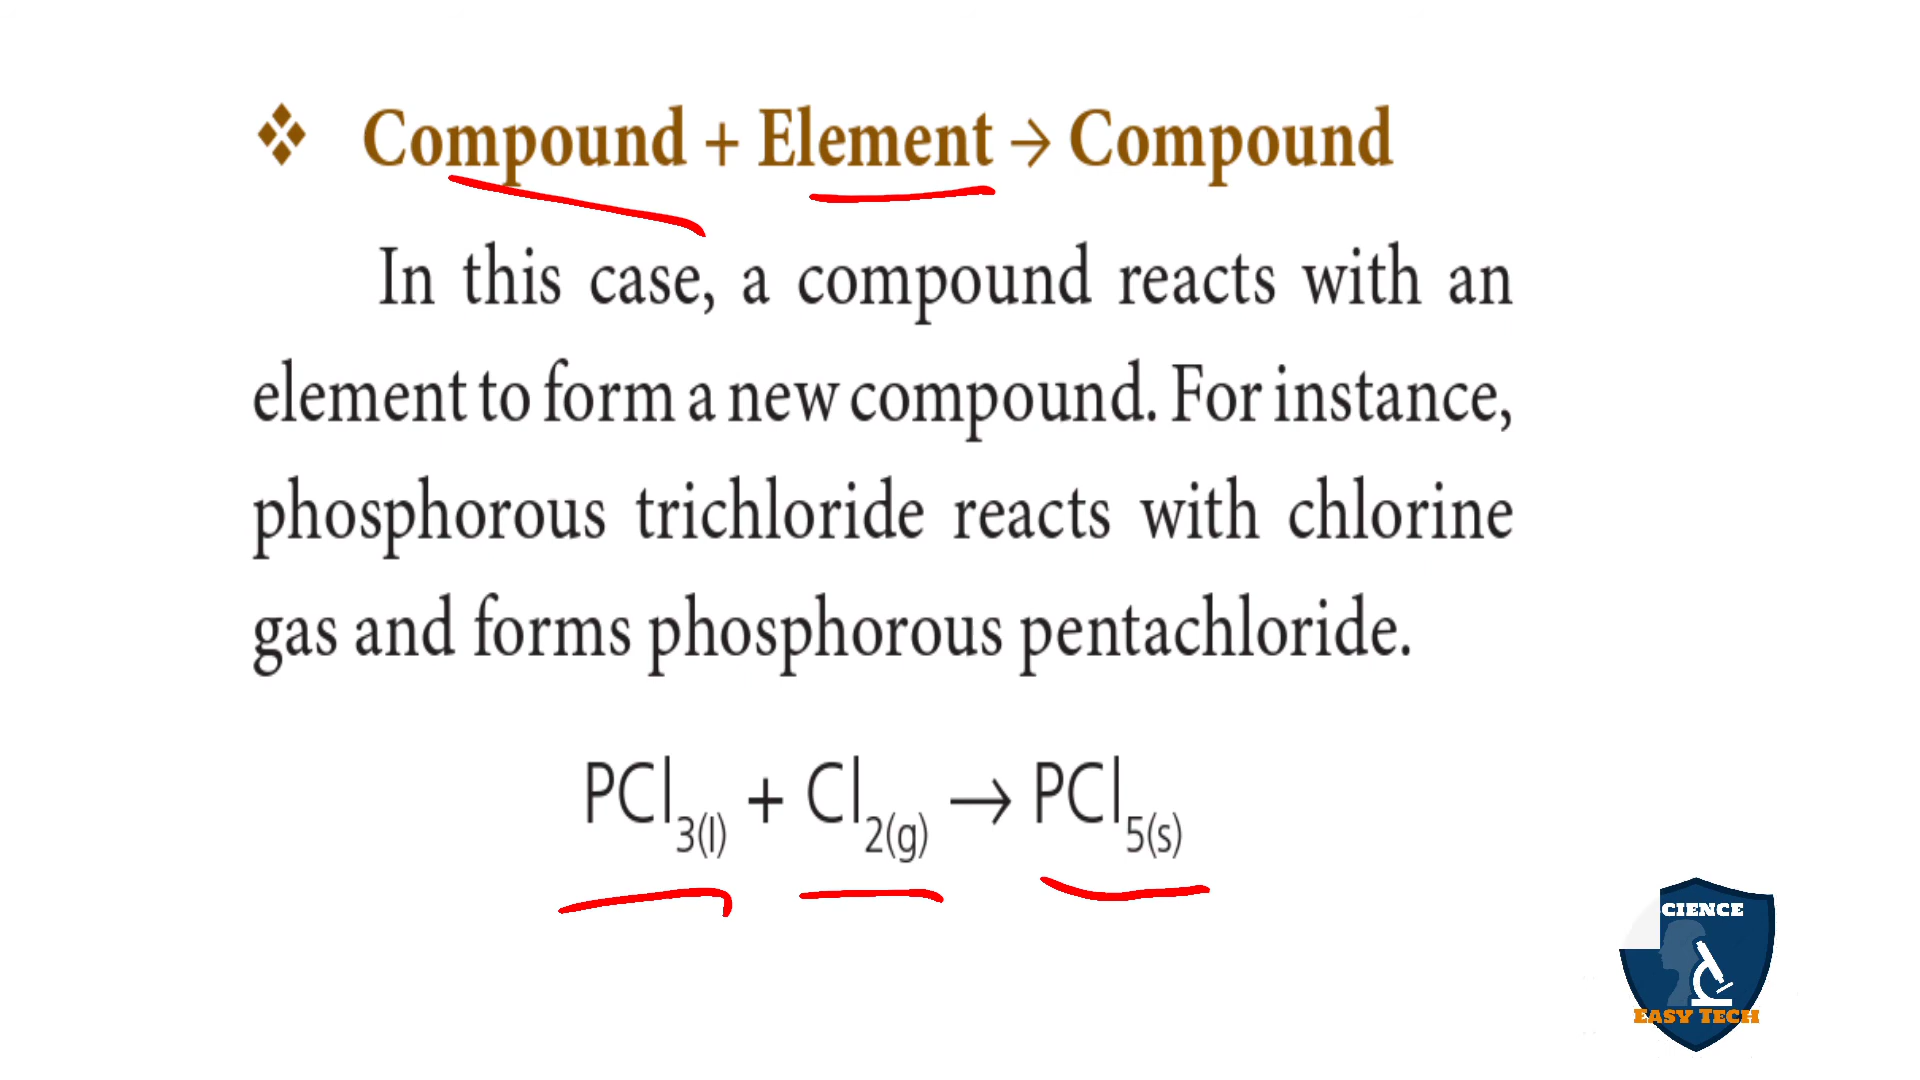 ❖ Compound + Element → Compound
In this case, a compound reacts with an
element to form a new compound. For instance,
phosphorous trichloride reacts with chlorine
gas and forms phosphorous pentachloride.
PCl₃₍ₗ₎ + Cl₂(g) → PCl₅₍ₛ₎
CIENCE
EASY TECH